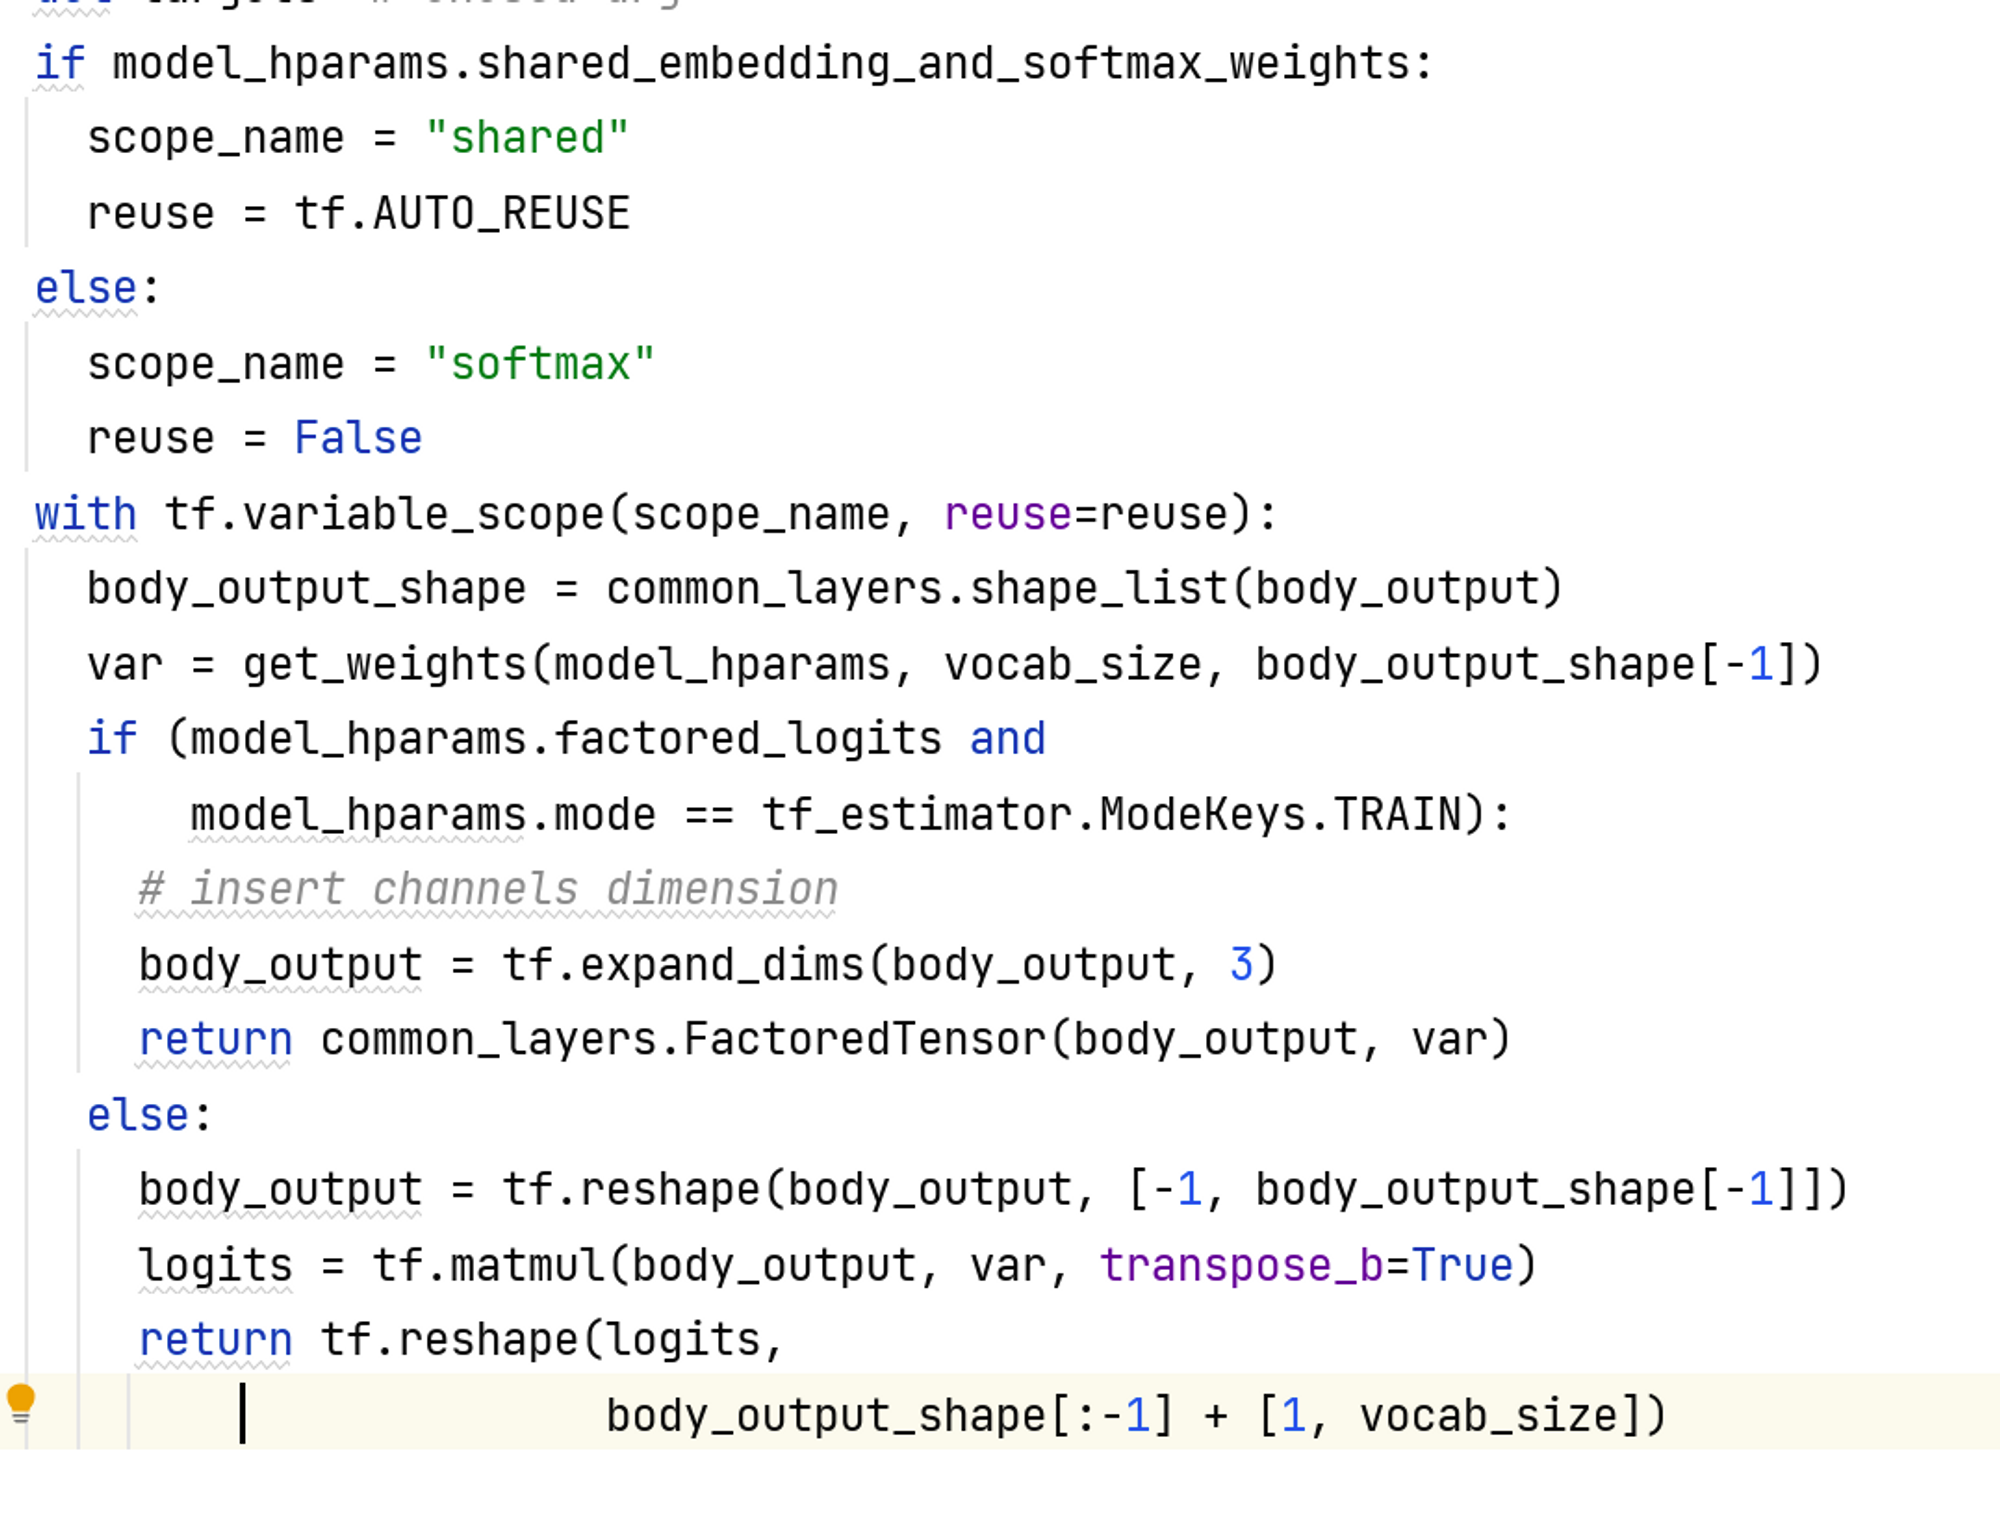 if model_hparams.shared_embedding_and_softmax_weights:
  scope_name = "shared"
  reuse = tf.AUTO_REUSE
else:
  scope_name = "softmax"
  reuse = False
with tf.variable_scope(scope_name, reuse=reuse):
  body_output_shape = common_layers.shape_list(body_output)
  var = get_weights(model_hparams, vocab_size, body_output_shape[-1])
  if (model_hparams.factored_logits and
      model_hparams.mode == tf_estimator.ModeKeys.TRAIN):
    # insert channels dimension
    body_output = tf.expand_dims(body_output, 3)
    return common_layers.FactoredTensor(body_output, var)
  else:
    body_output = tf.reshape(body_output, [-1, body_output_shape[-1]])
    logits = tf.matmul(body_output, var, transpose_b=True)
    return tf.reshape(logits,
                      body_output_shape[:-1] + [1, vocab_size])